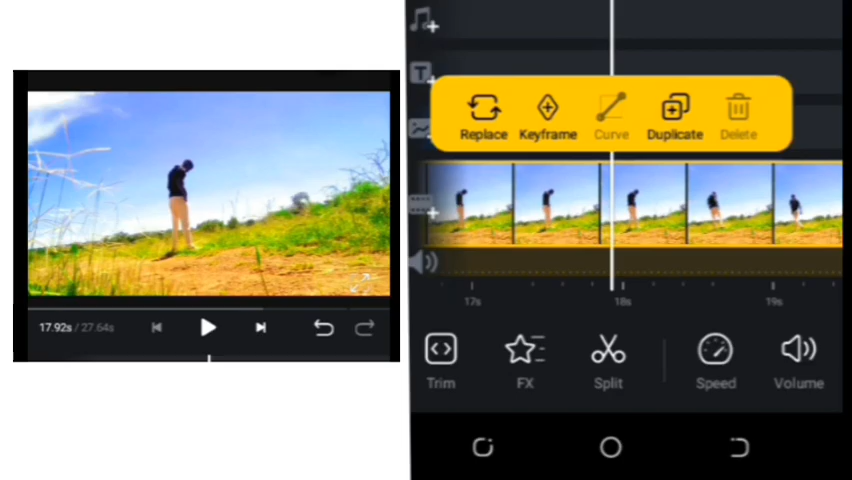 17.92s / 27.64s
T
Replace Keyframe Curve Duplicate Delete
17s 18s 19s
Trim FX Split Speed Volume